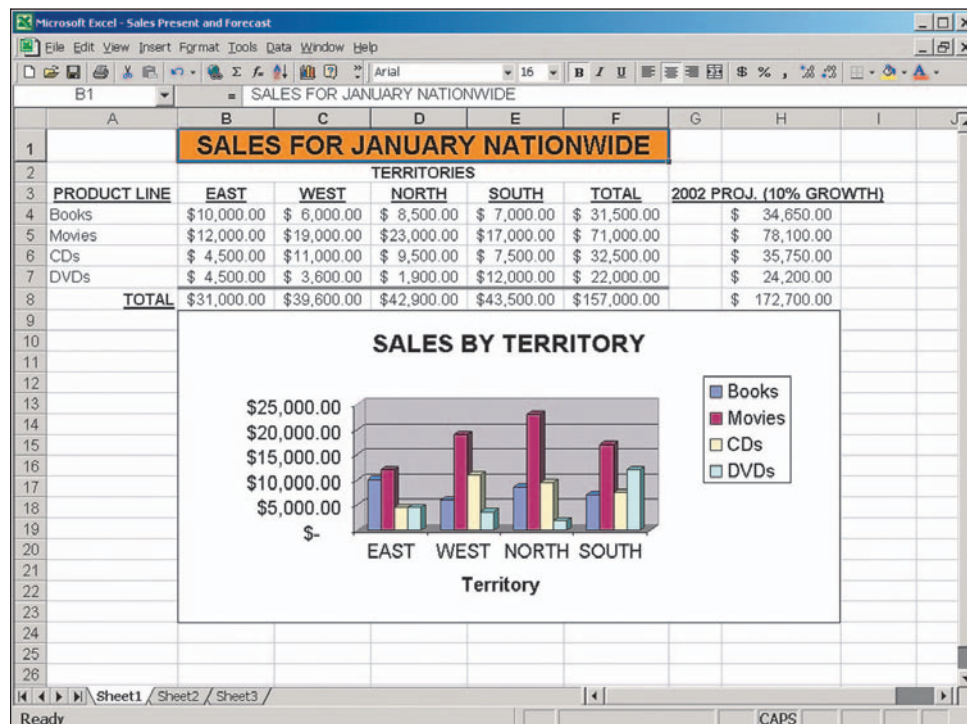 Microsoft Excel - Sales Present and Forecast
File Edit View Insert Format Tools Data Window Help
Arial 16 B I U $ % ,
B1 = SALES FOR JANUARY NATIONWIDE
A B C D E F G H I J
1 SALES FOR JANUARY NATIONWIDE
2 TERRITORIES
3 PRODUCT LINE EAST WEST NORTH SOUTH TOTAL 2002 PROJ. (10% GROWTH)
4 Books $10,000.00 $ 6,000.00 $ 8,500.00 $ 7,000.00 $ 31,500.00 $ 34,650.00
5 Movies $12,000.00 $19,000.00 $23,000.00 $17,000.00 $ 71,000.00 $ 78,100.00
6 CDs $ 4,500.00 $11,000.00 $ 9,500.00 $ 7,500.00 $ 32,500.00 $ 35,750.00
7 DVDs $ 4,500.00 $ 3,600.00 $ 1,900.00 $12,000.00 $ 22,000.00 $ 24,200.00
8 TOTAL $31,000.00 $39,600.00 $42,900.00 $43,500.00 $157,000.00 $ 172,700.00
9
10 SALES BY TERRITORY
11
12 Books
13 $25,000.00 Movies
14 $20,000.00 CDs
15 $15,000.00 DVDs
16 $10,000.00
17 $5,000.00
18 $-
19
20 EAST WEST NORTH SOUTH
21
22 Territory
23
24
25
26
Sheet1 Sheet2 Sheet3
Ready CAPS